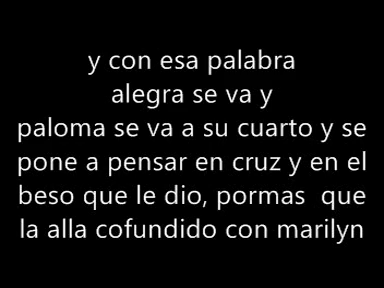 y con esa palabra
alegra se va y
paloma se va a su cuarto y se
pone a pensar en cruz y en el
beso que le dio, pormas  que
la alla cofundido con marilyn